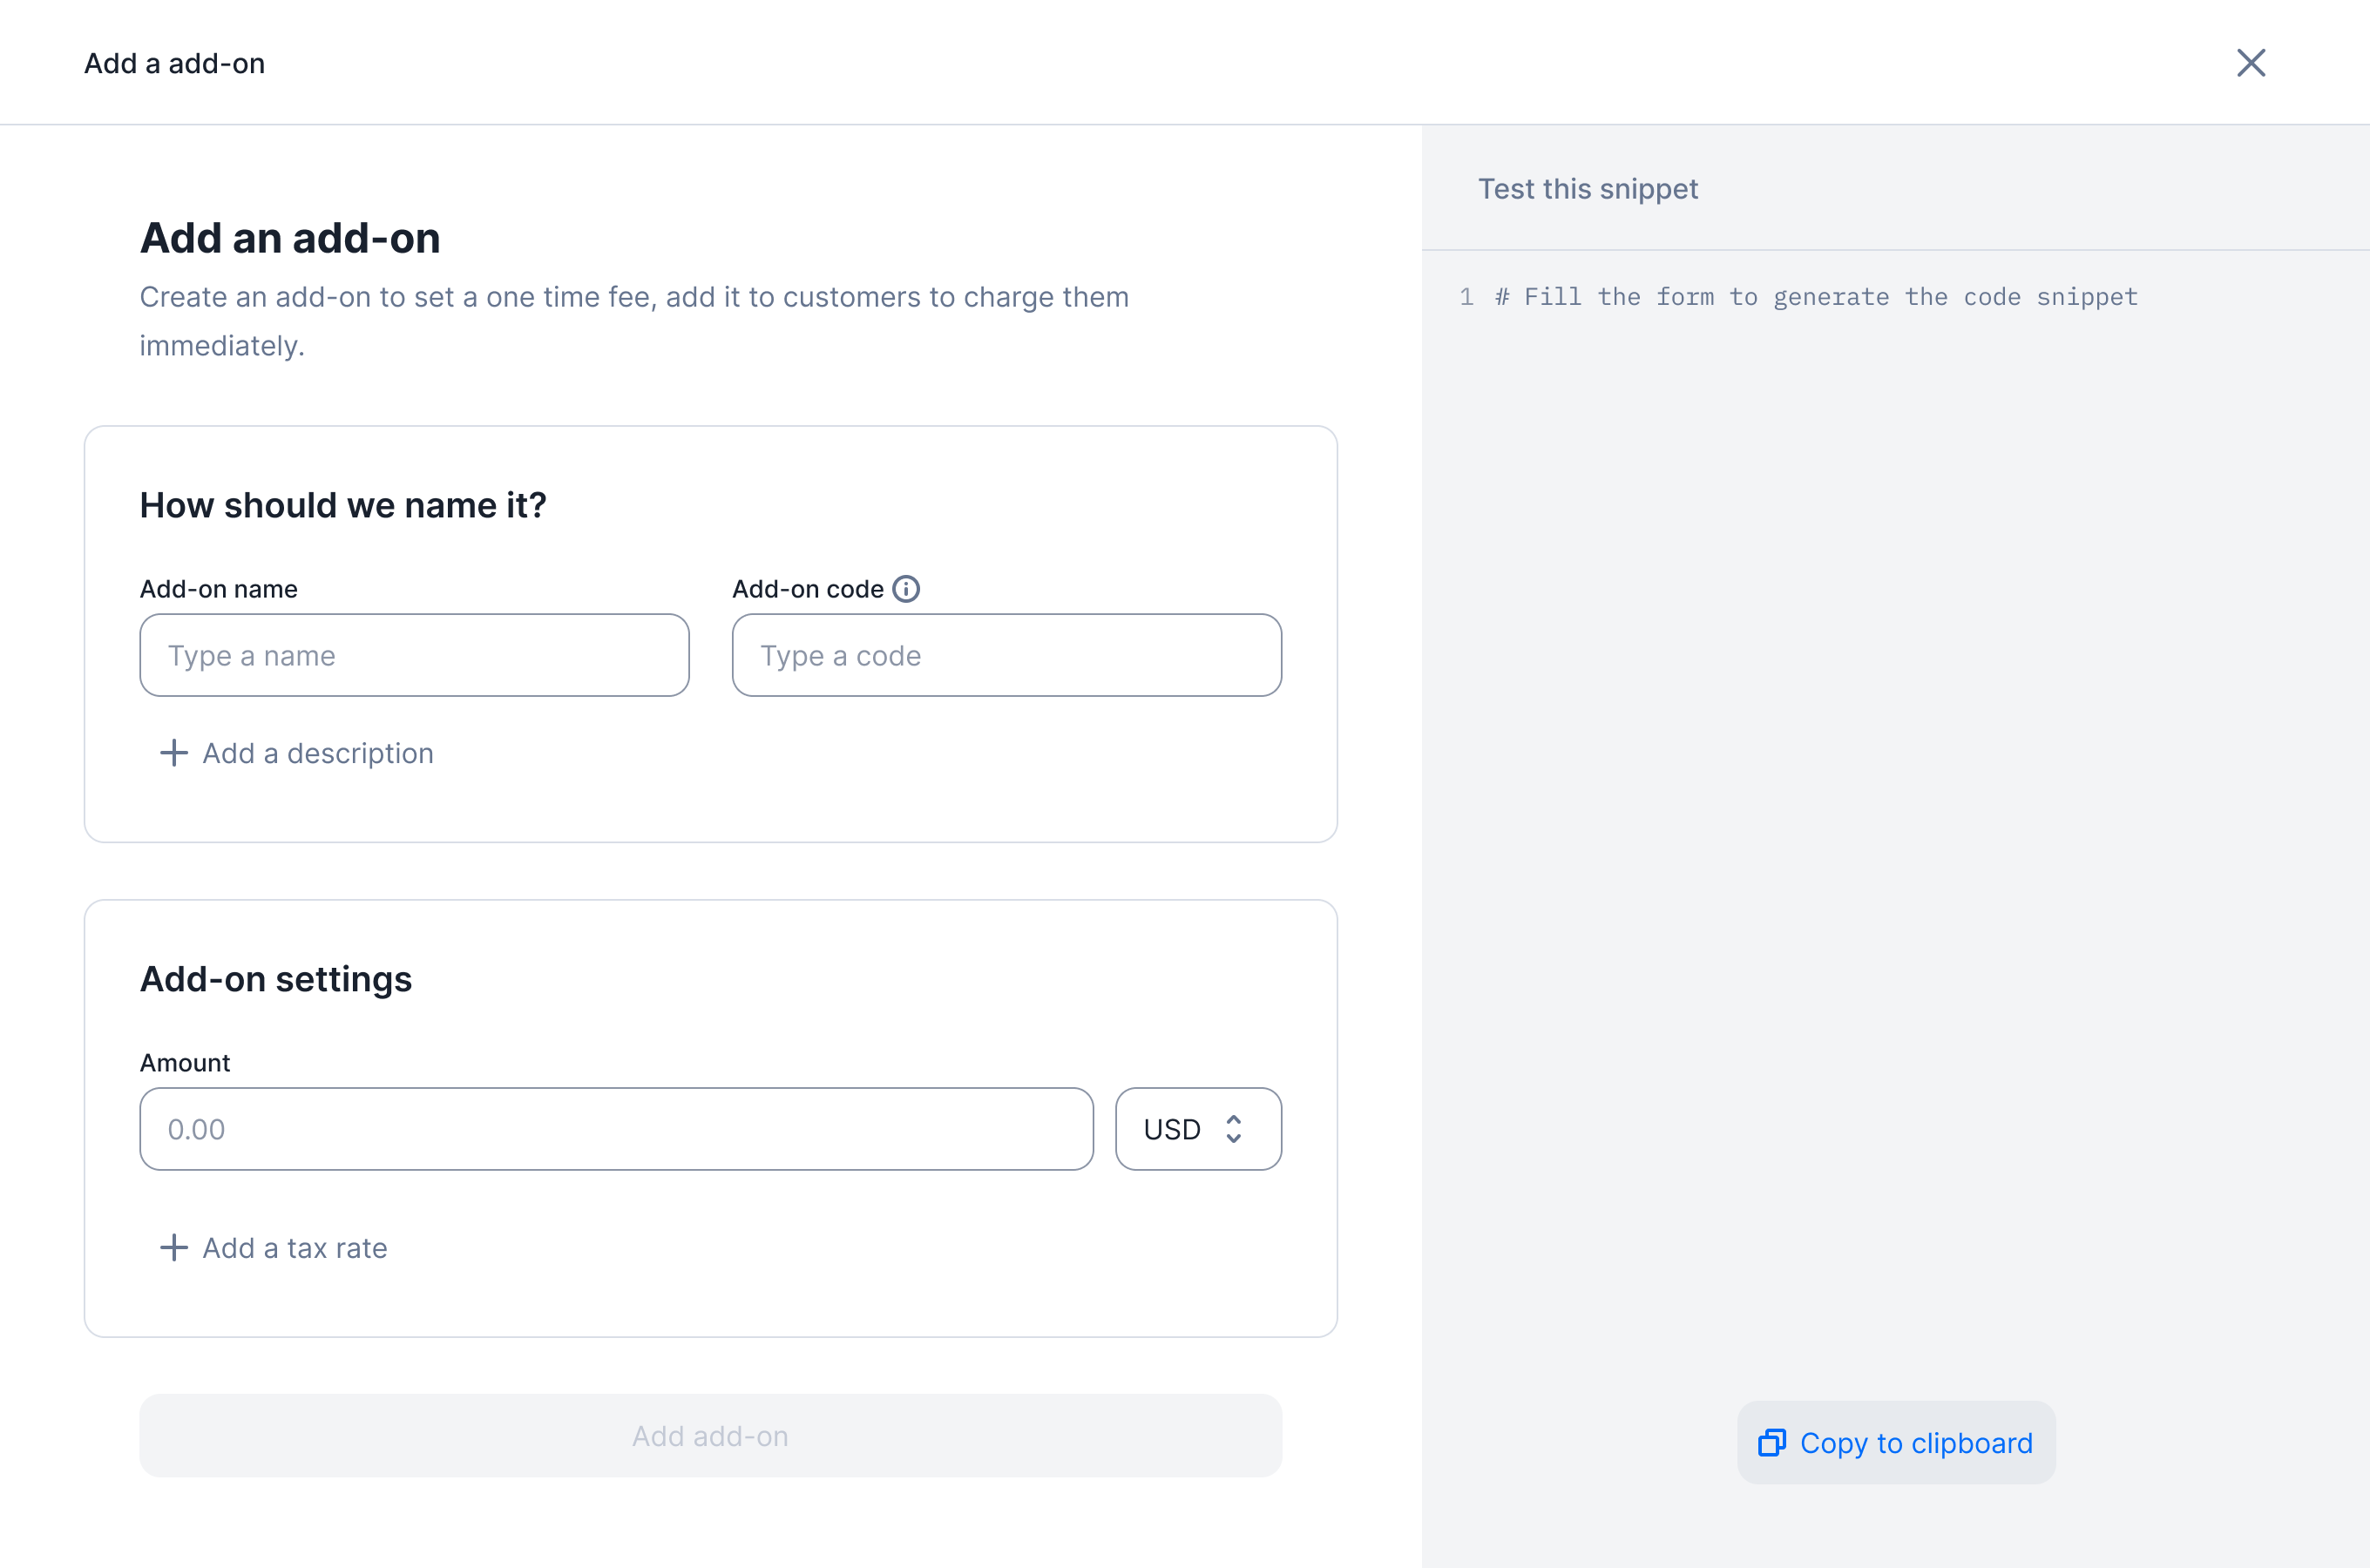 Add a add-on
Add an add-on
Create an add-on to set a one time fee, add it to customers to charge them
immediately.
How should we name it?
Add-on name
Add-on code
Type a name
Type a code
Add a description
Add-on settings
Amount
0.00
USD
Add a tax rate
Add add-on
Test this snippet
1 # Fill the form to generate the code snippet
Copy to clipboard